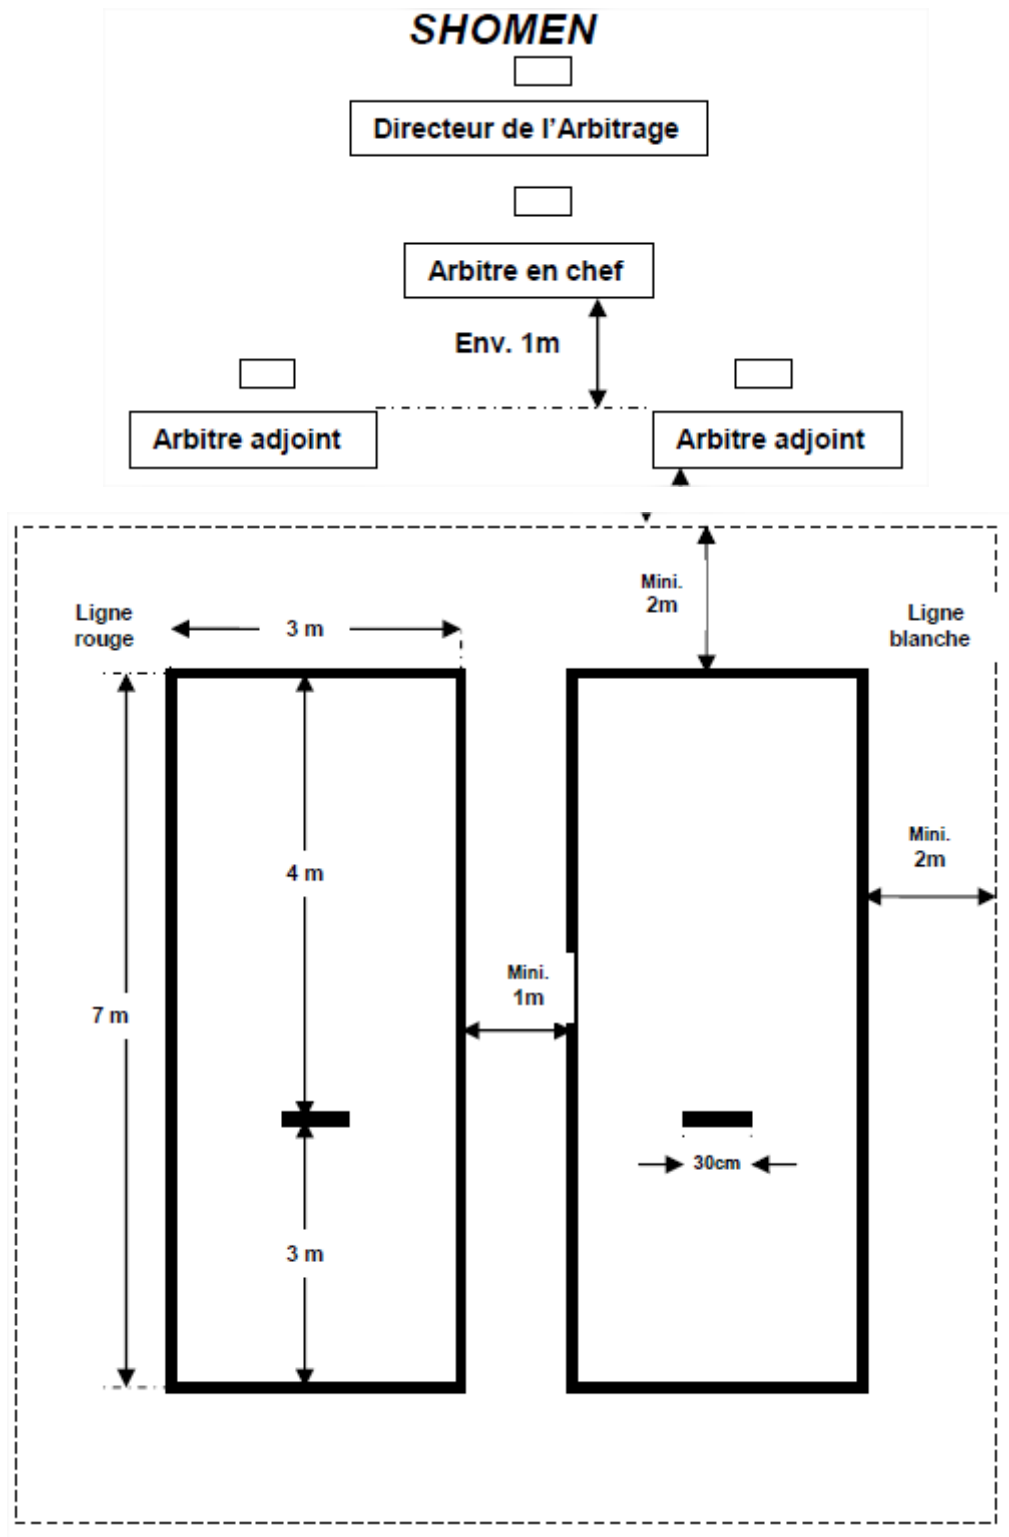 SHOMEN
Directeur de l'Arbitrage
Arbitre en chef
Env. 1m
Arbitre adjoint
Arbitre adjoint
Mini.
2m
Ligne
rouge
3 m
Ligne
blanche
4 m
Mini.
2m
Mini.
1m
7 m
30cm
3 m